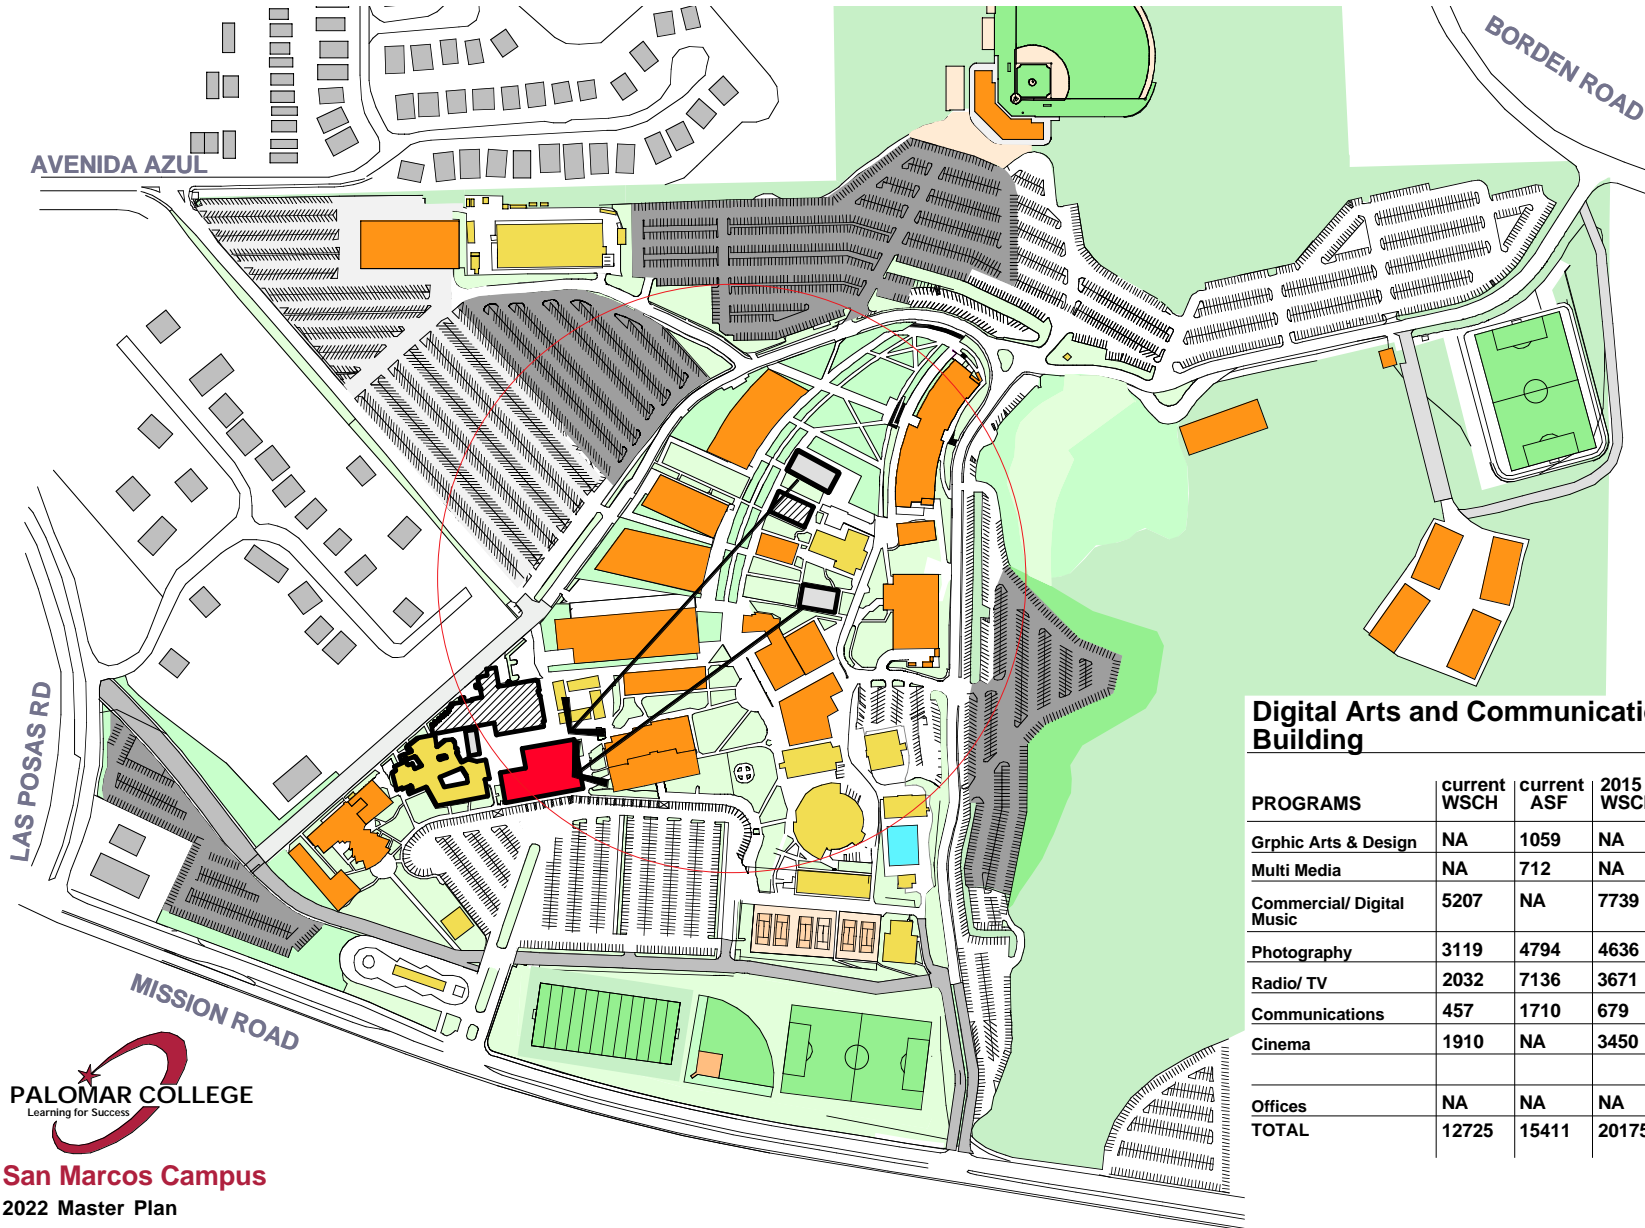 BORDEN ROAD
AVENIDA AZUL
LAS POSAS RD
MISSION ROAD
PALOMAR COLLEGE
Learning for Success
San Marcos Campus
2022 Master Plan
Digital Arts and Communicati
Building
PROGRAMS current WSCH current ASF 2015 WSC
Grphic Arts & Design NA 1059 NA
Multi Media NA 712 NA
Commercial/ Digital Music 5207 NA 7739
Photography 3119 4794 4636
Radio/ TV 2032 7136 3671
Communications 457 1710 679
Cinema 1910 NA 3450
Offices NA NA NA
TOTAL 12725 15411 20175